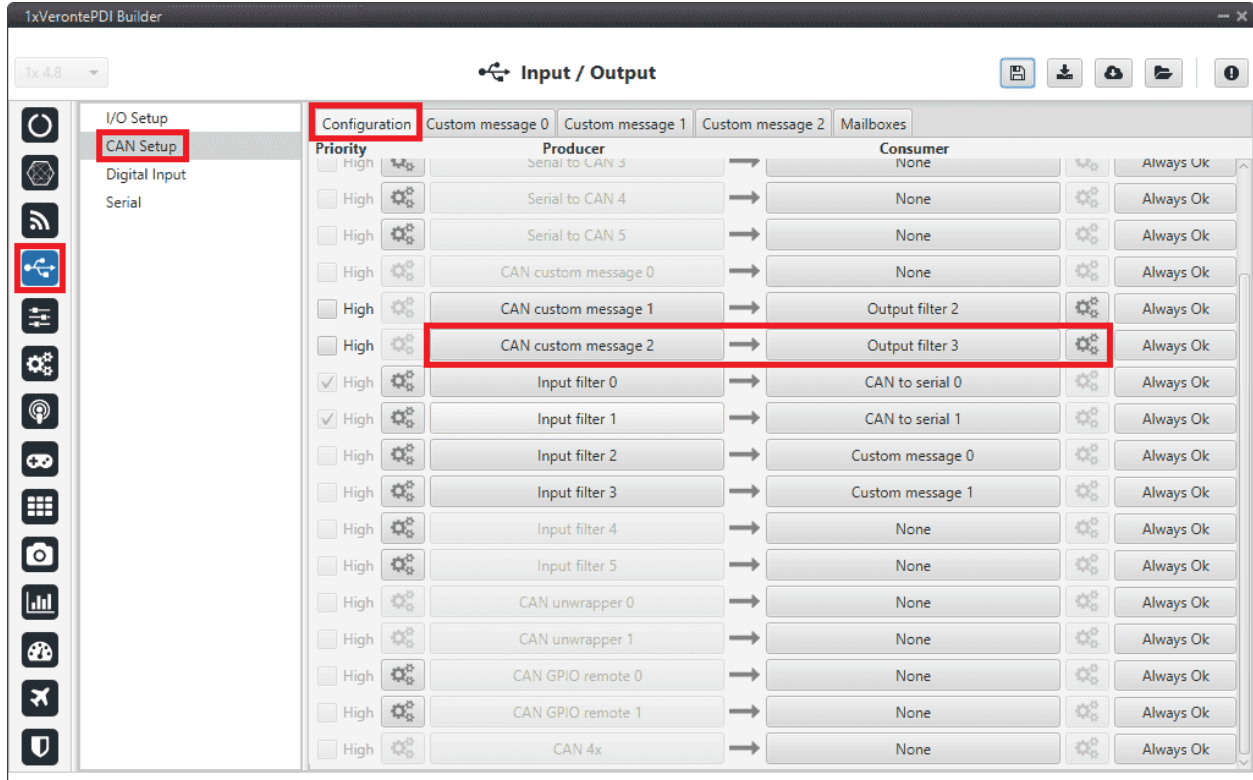 1xVerontePDI Builder
1x 4.8
Input / Output
I/O Setup
CAN Setup
Digital Input
Serial
Configuration Custom message 0 Custom message 1 Custom message 2 Mailboxes
Priority Producer Consumer
High Serial to CAN 3 None Always Ok
High Serial to CAN 4 None Always Ok
High Serial to CAN 5 None Always Ok
High CAN custom message 0 None Always Ok
High CAN custom message 1 Output filter 2 Always Ok
High CAN custom message 2 Output filter 3 Always Ok
High Input filter 0 CAN to serial 0 Always Ok
High Input filter 1 CAN to serial 1 Always Ok
High Input filter 2 Custom message 0 Always Ok
High Input filter 3 Custom message 1 Always Ok
High Input filter 4 None Always Ok
High Input filter 5 None Always Ok
High CAN unwrapper 0 None Always Ok
High CAN unwrapper 1 None Always Ok
High CAN GPIO remote 0 None Always Ok
High CAN GPIO remote 1 None Always Ok
High CAN 4x None Always Ok